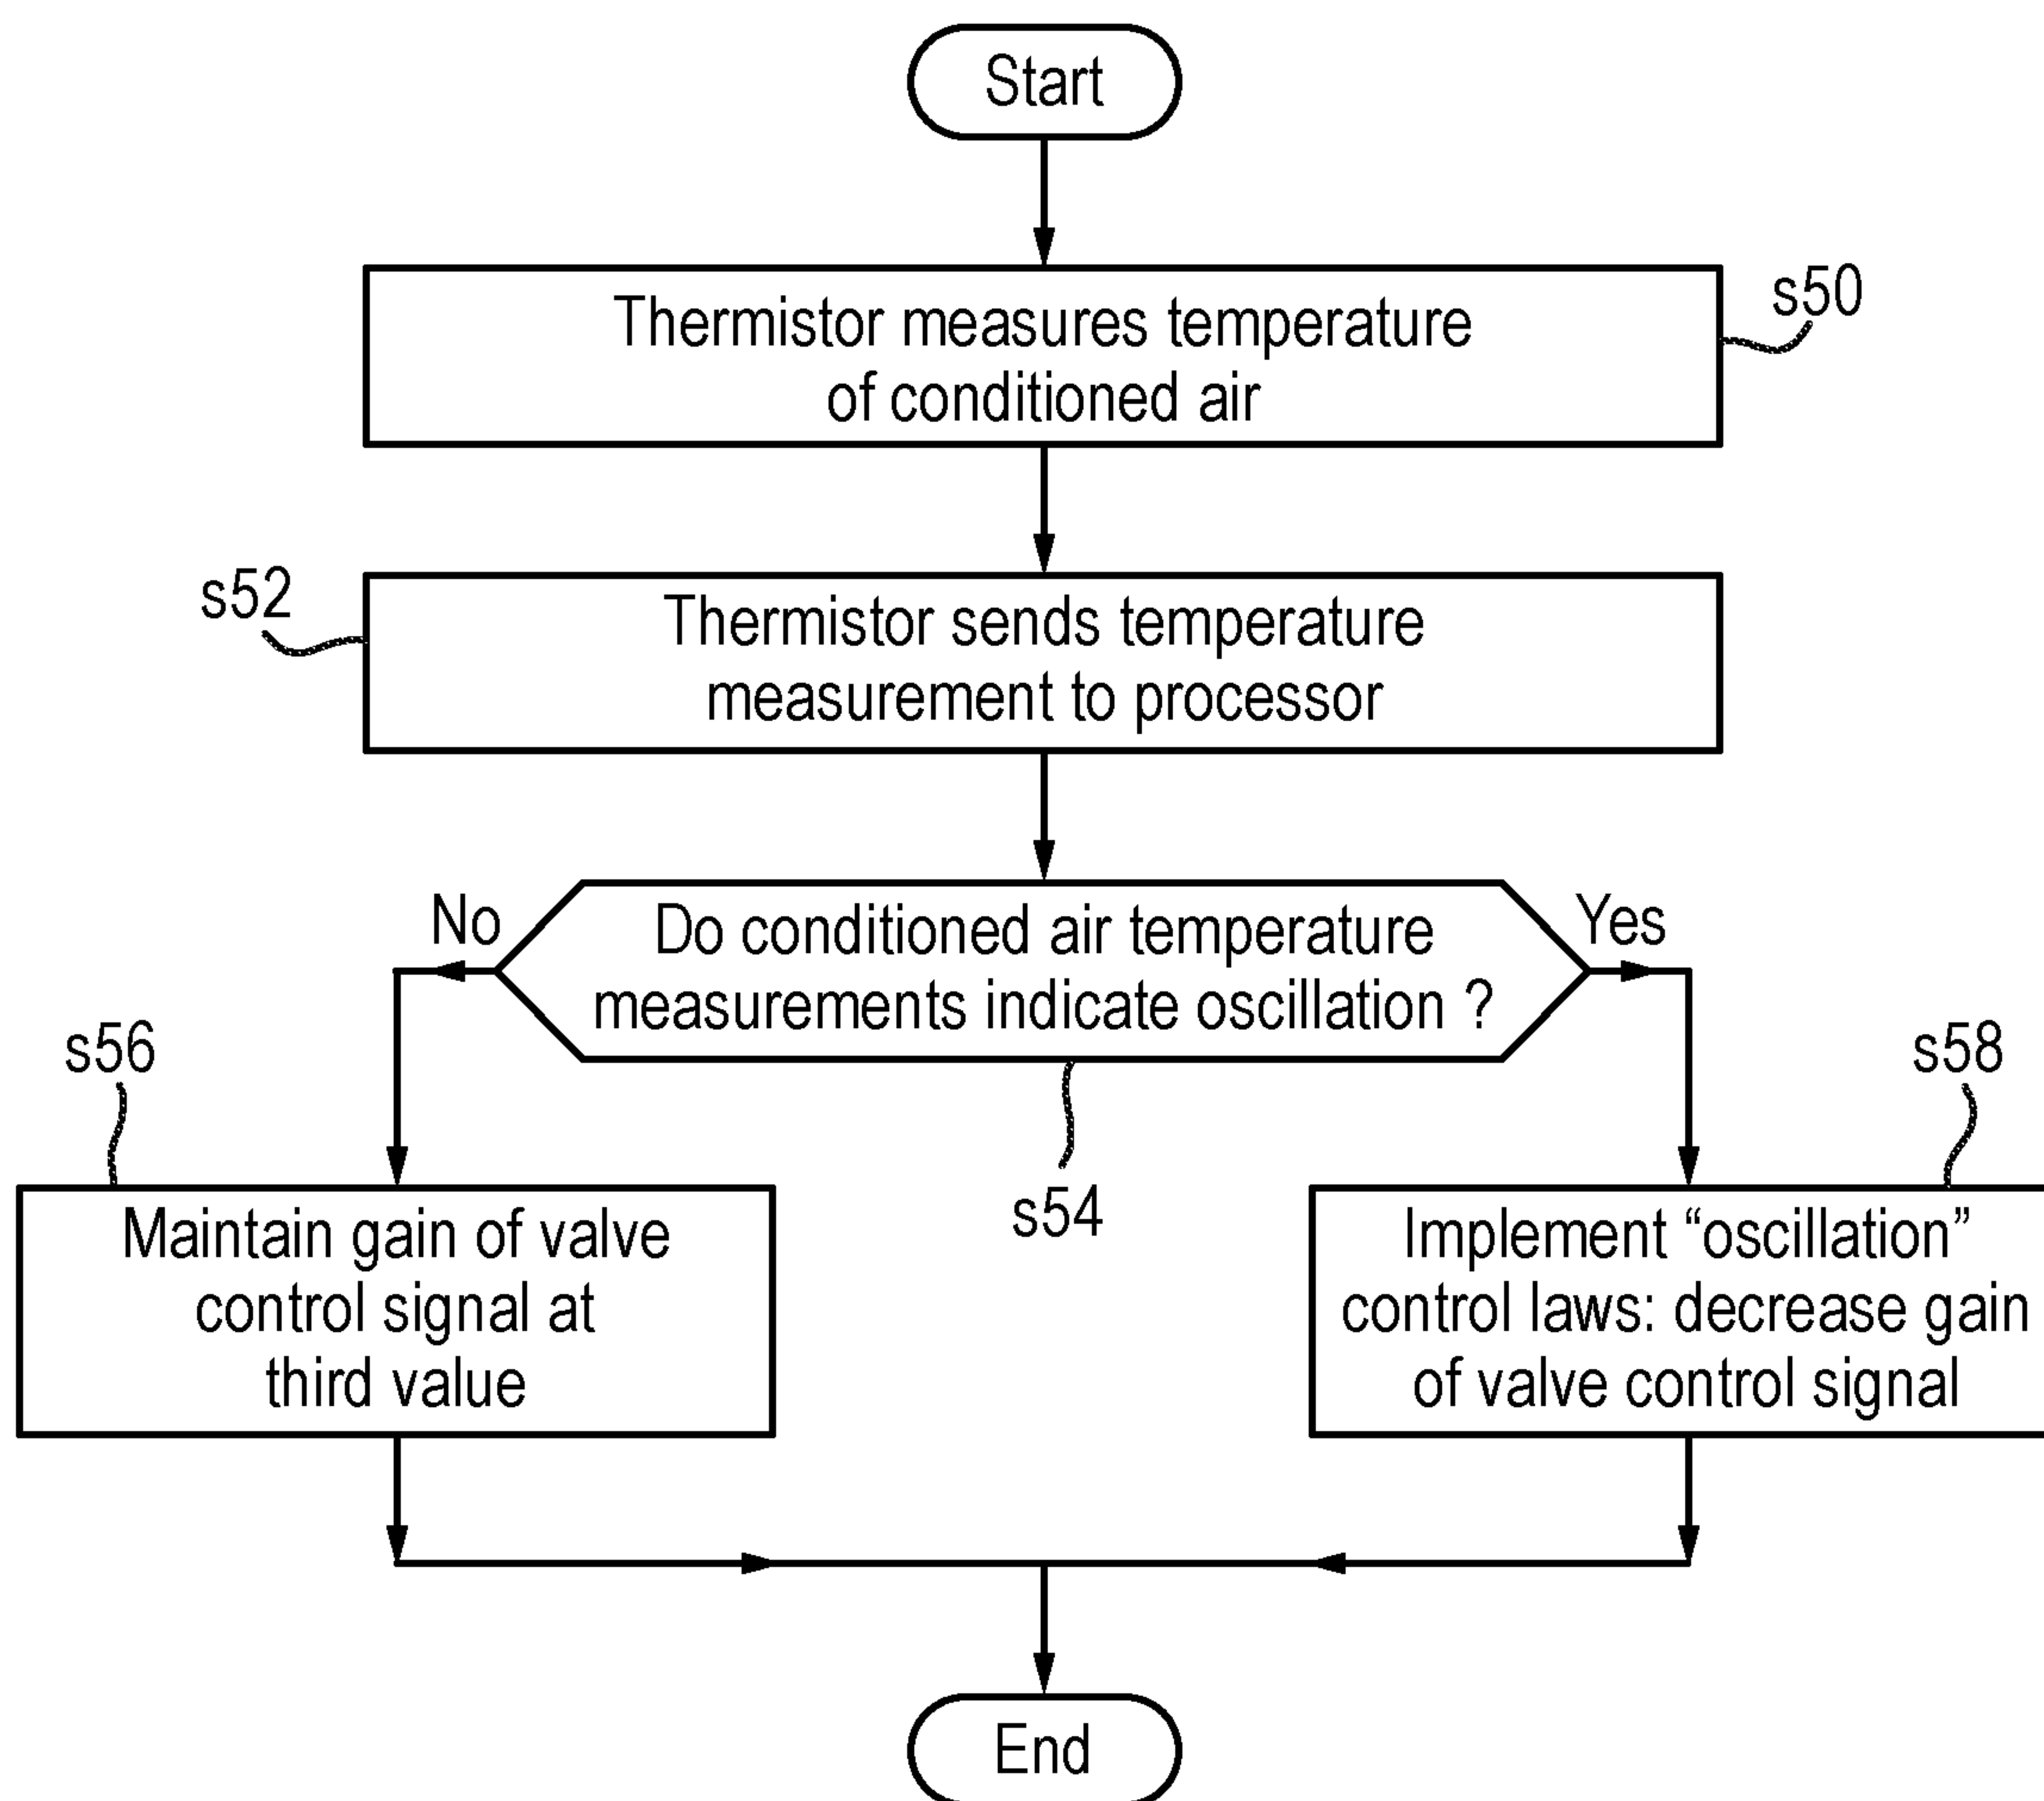 Start
Thermistor measures temperature
of conditioned air
s50
s52
Thermistor sends temperature
measurement to processor
No
Do conditioned air temperature
measurements indicate oscillation ?
Yes
s56
s54
s58
Maintain gain of valve
control signal at
third value
Implement “oscillation”
control laws: decrease gain
of valve control signal
End